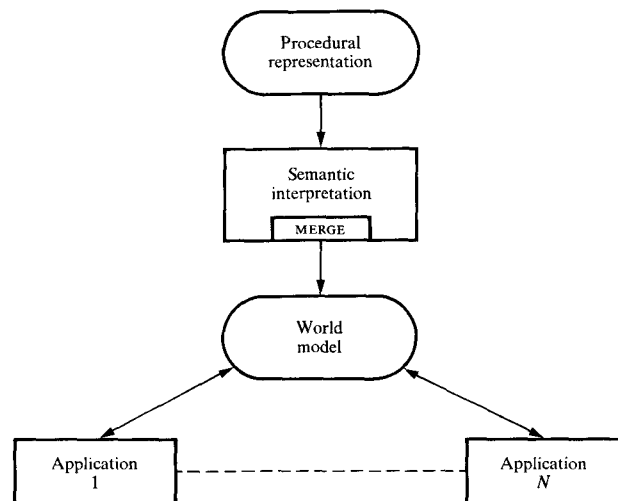 Procedural
representation
Semantic
interpretation
MERGE
World
model
Application
1
Application
N